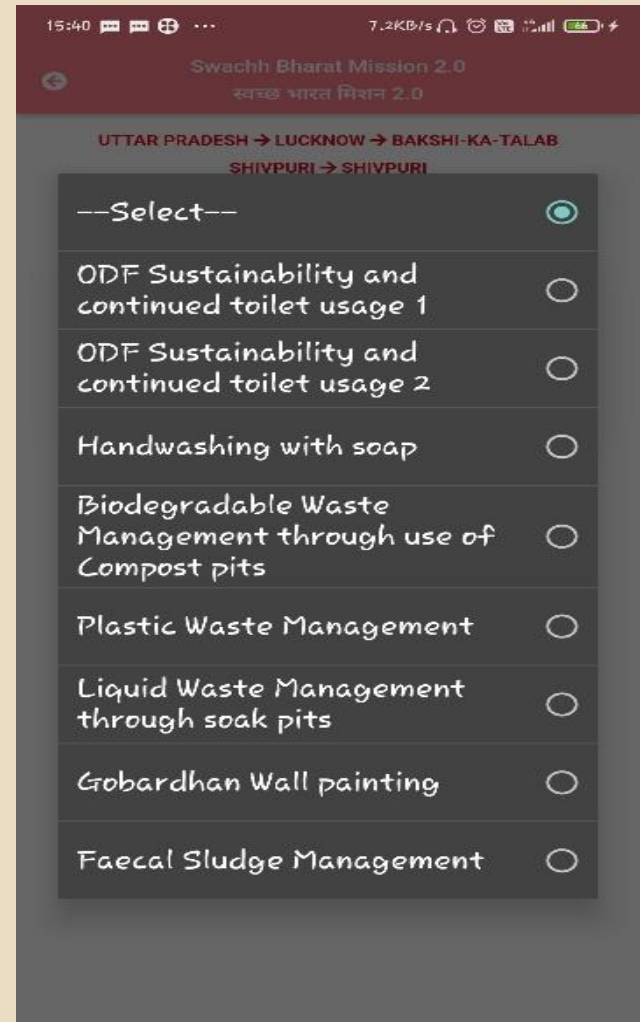 15:40 ... 7.2KB/s 66
Swachh Bharat Mission 2.0
स्वच्छ भारत मिशन 2.0
UTTAR PRADESH → LUCKNOW → BAKSHI-KA-TALAB
SHIVPURI → SHIVPURI
--Select--
ODF Sustainability and
continued toilet usage 1
ODF Sustainability and
continued toilet usage 2
Handwashing with soap
Biodegradable Waste
Management through use of
Compost pits
Plastic Waste Management
Liquid Waste Management
through soak pits
Gobardhan Wall painting
Faecal Sludge Management